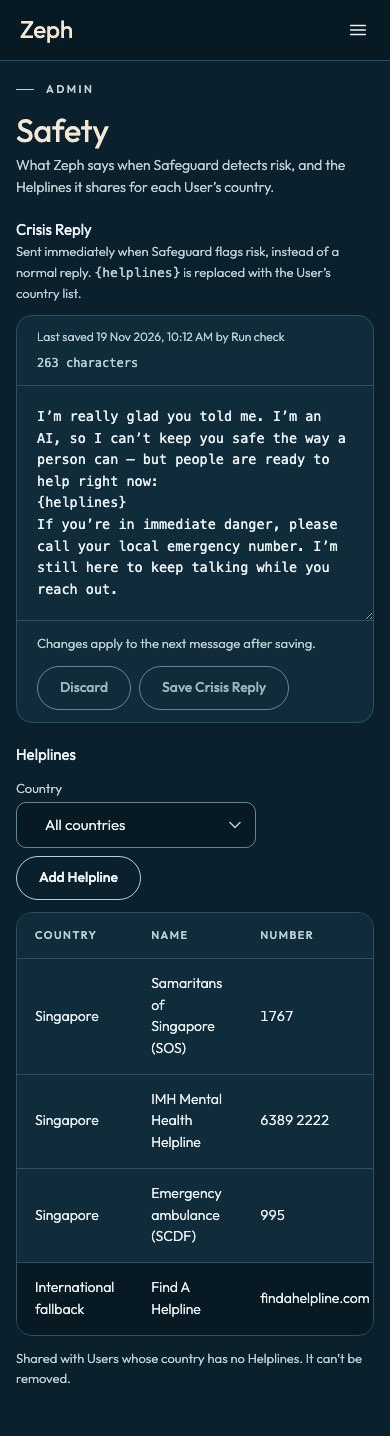 Zeph
ADMIN
Safety
What Zeph says when Safeguard detects risk, and the
Helplines it shares for each User's country.
Crisis Reply
Sent immediately when Safeguard flags risk, instead of a
normal reply. {helplines} is replaced with the User's
country list.
Last saved 19 Nov 2026, 10:12 AM by Run check
263 characters
I'm really glad you told me. I'm an
AI, so I can't keep you safe the way a
person can — but people are ready to
help right now:
{helplines}
If you're in immediate danger, please
call your local emergency number. I'm
still here to keep talking while you
reach out.
Changes apply to the next message after saving.
Discard
Save Crisis Reply
Helplines
Country
All countries
Add Helpline
COUNTRY NAME NUMBER
Singapore Samaritans of Singapore (SOS) 1767
Singapore IMH Mental Health Helpline 6389 2222
Singapore Emergency ambulance (SCDF) 995
International fallback Find A Helpline findahelpline.com
Shared with Users whose country has no Helplines. It can't be
removed.